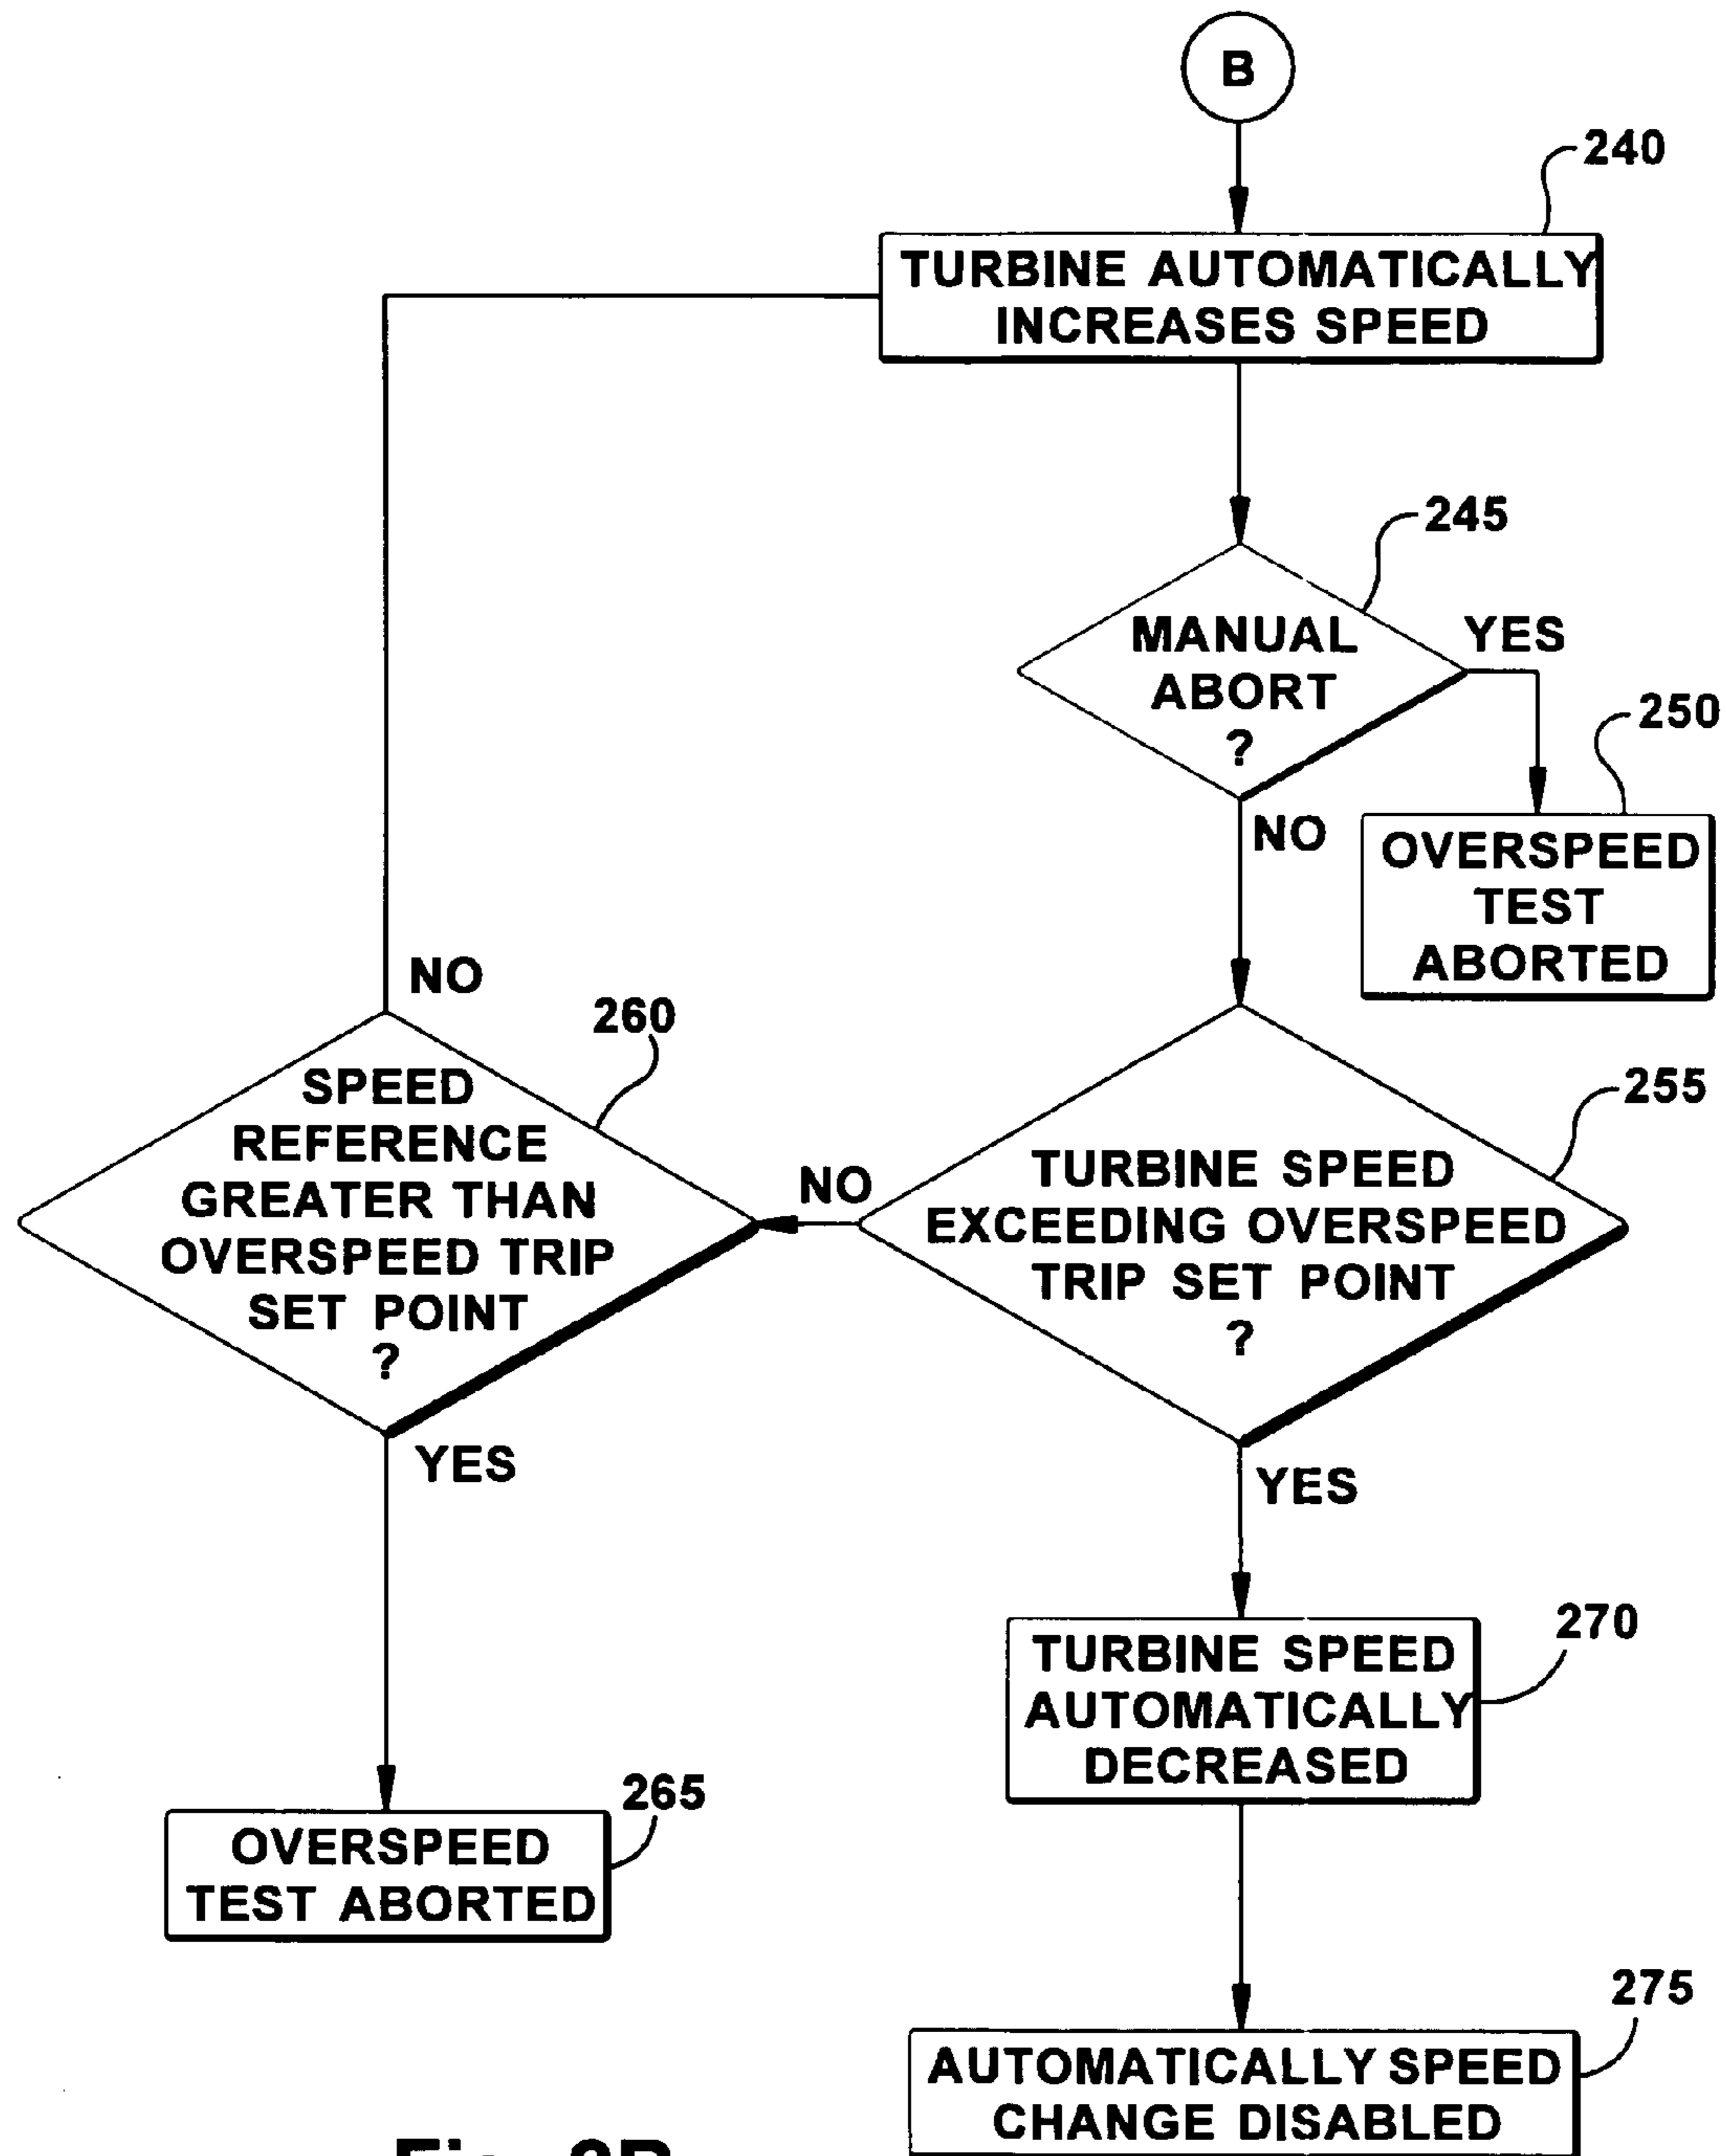 B
240
TURBINE AUTOMATICALLY
INCREASES SPEED
245
MANUAL
ABORT
?
YES
250
NO
OVERSPEED
TEST
ABORTED
NO
260
SPEED
REFERENCE
GREATER THAN
OVERSPEED TRIP
SET POINT
?
NO
255
TURBINE SPEED
EXCEEDING OVERSPEED
TRIP SET POINT
?
YES
YES
270
TURBINE SPEED
AUTOMATICALLY
DECREASED
265
OVERSPEED
TEST ABORTED
275
AUTOMATICALLY SPEED
CHANGE DISABLED